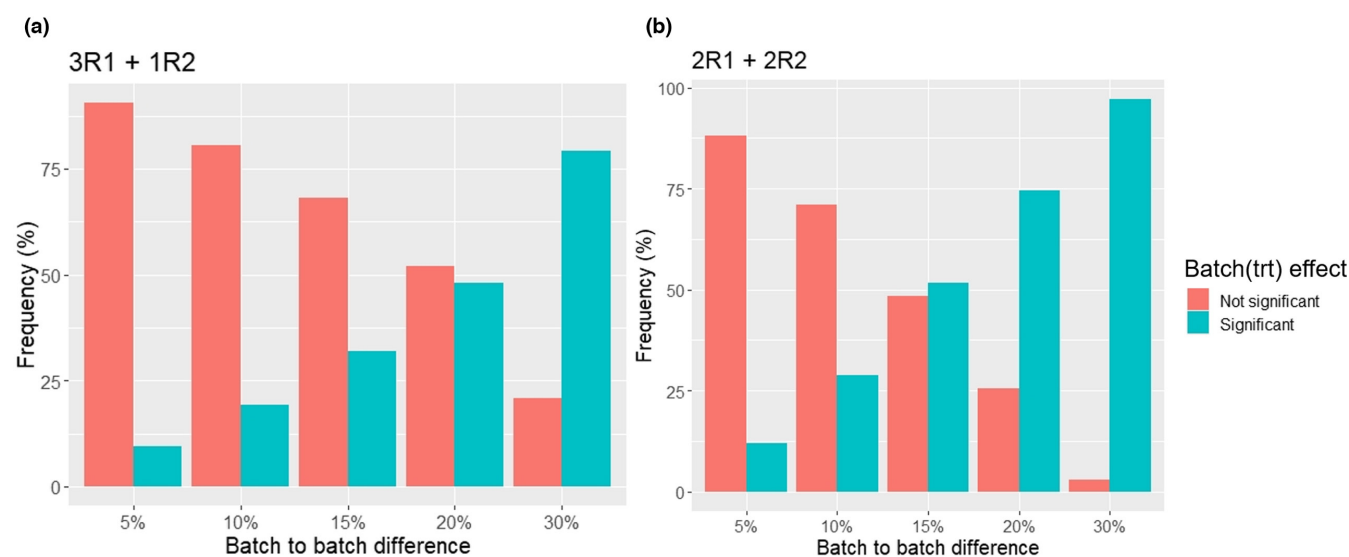 (a)
3R1 + 1R2
Frequency (%)
75
50
25
0
5% 10% 15% 20% 30%
Batch to batch difference
(b)
2R1 + 2R2
Frequency (%)
100
75
50
25
0
5% 10% 15% 20% 30%
Batch to batch difference
Batch(trt) effect
Not significant
Significant